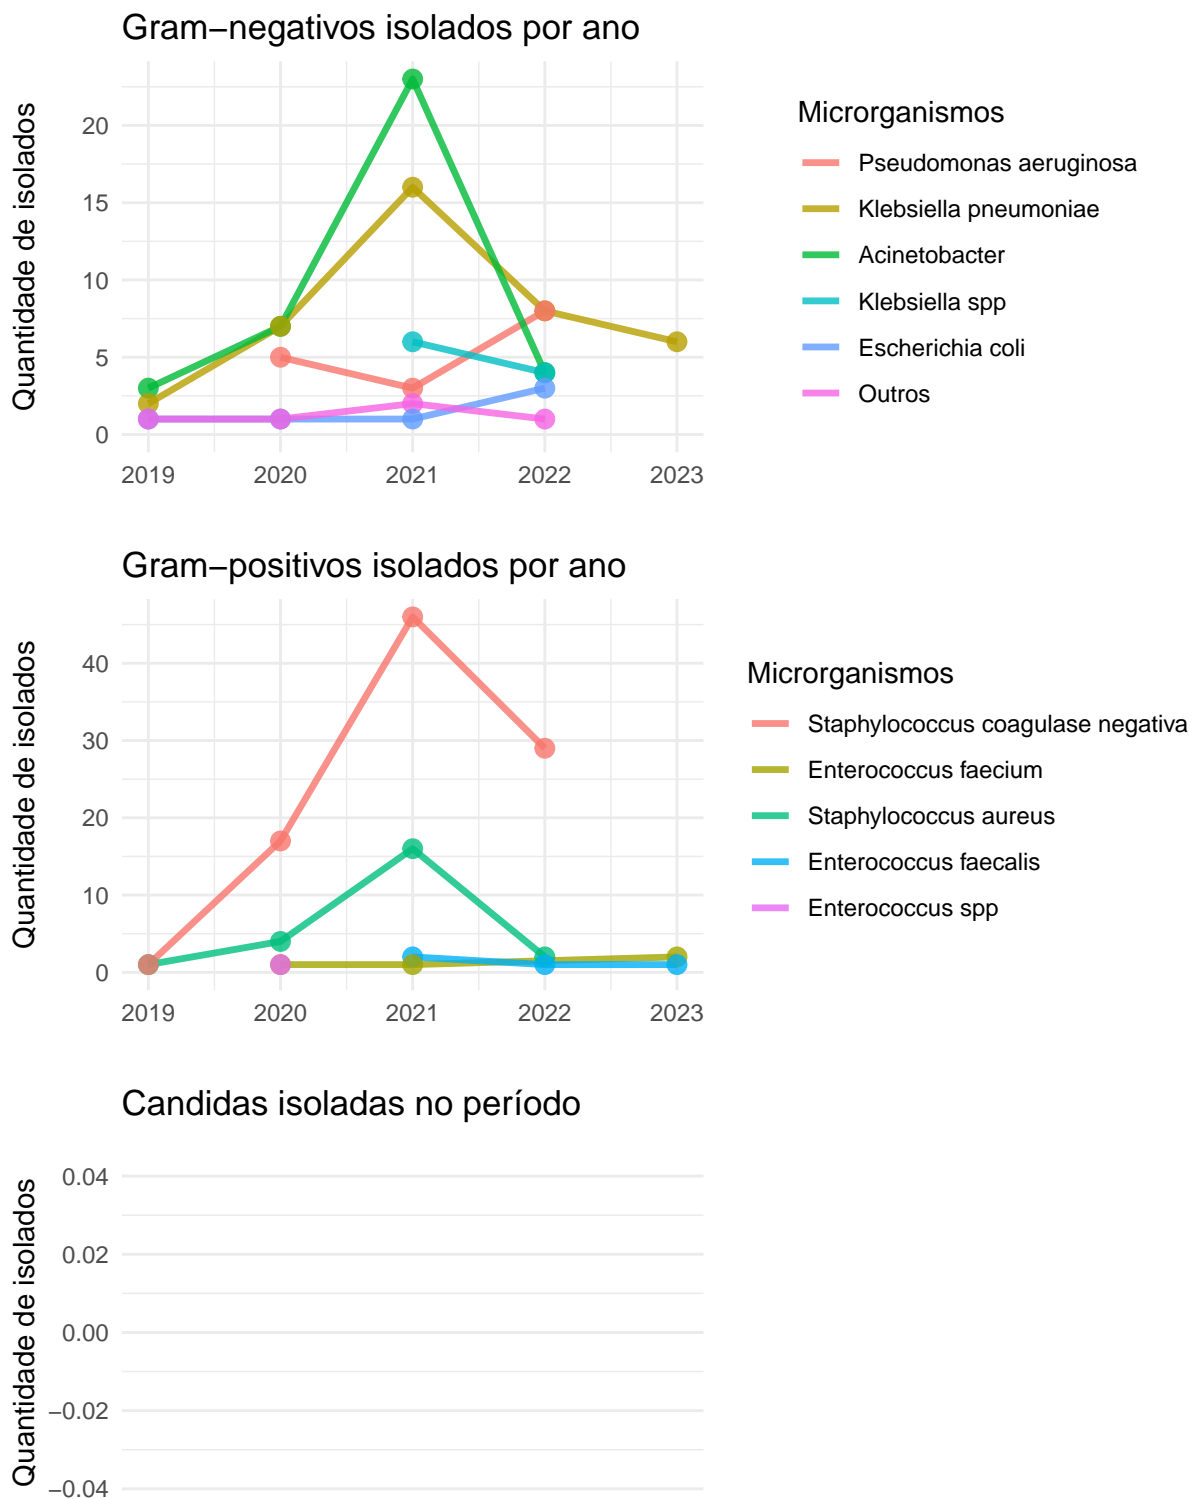 Gram−negativos isolados por ano
Quantidade de isolados
20
15
10
5
0
2019 2020 2021 2022 2023
Microrganismos
Pseudomonas aeruginosa
Klebsiella pneumoniae
Acinetobacter
Klebsiella spp
Escherichia coli
Outros
Gram−positivos isolados por ano
Quantidade de isolados
40
30
20
10
0
2019 2020 2021 2022 2023
Microrganismos
Staphylococcus coagulase negativa
Enterococcus faecium
Staphylococcus aureus
Enterococcus faecalis
Enterococcus spp
Candidas isoladas no período
Quantidade de isolados
0.04
0.02
0.00
−0.02
−0.04